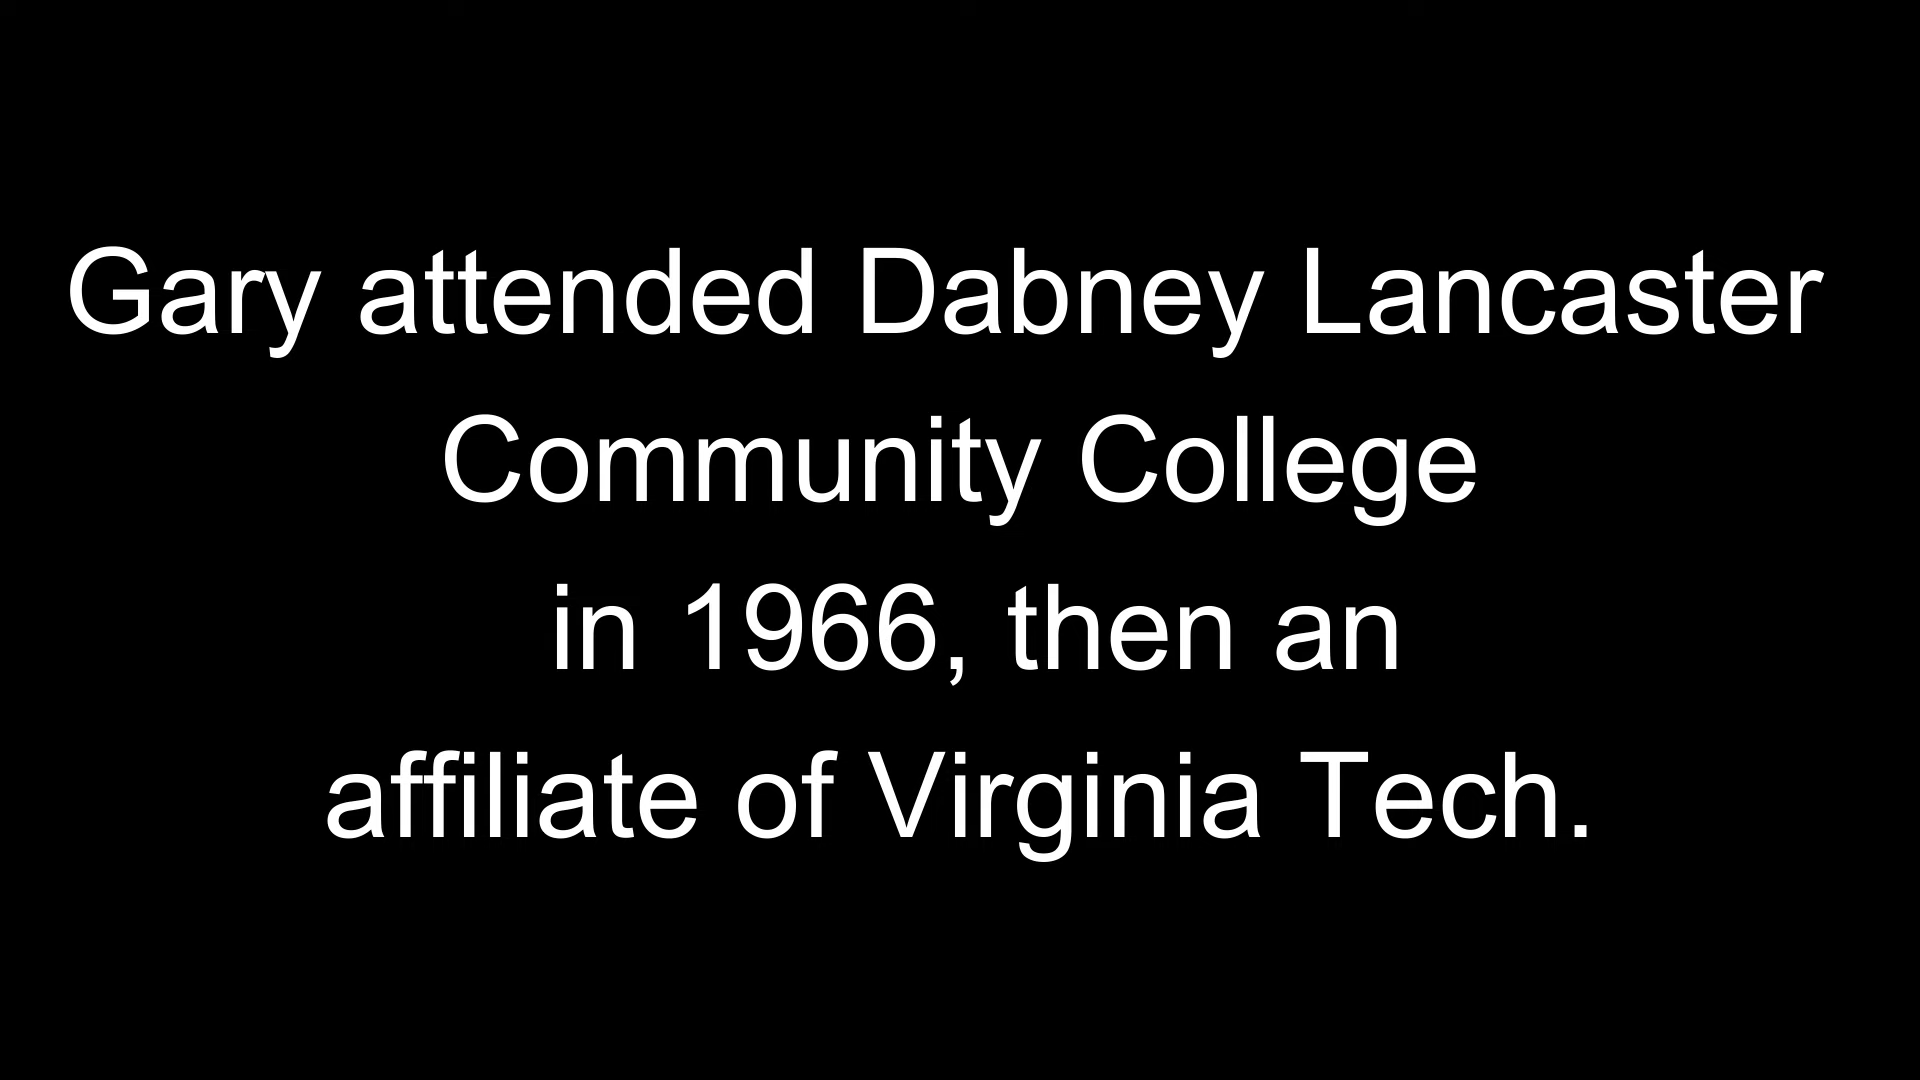 Gary attended Dabney Lancaster
Community College
in 1966, then an
affiliate of Virginia Tech.